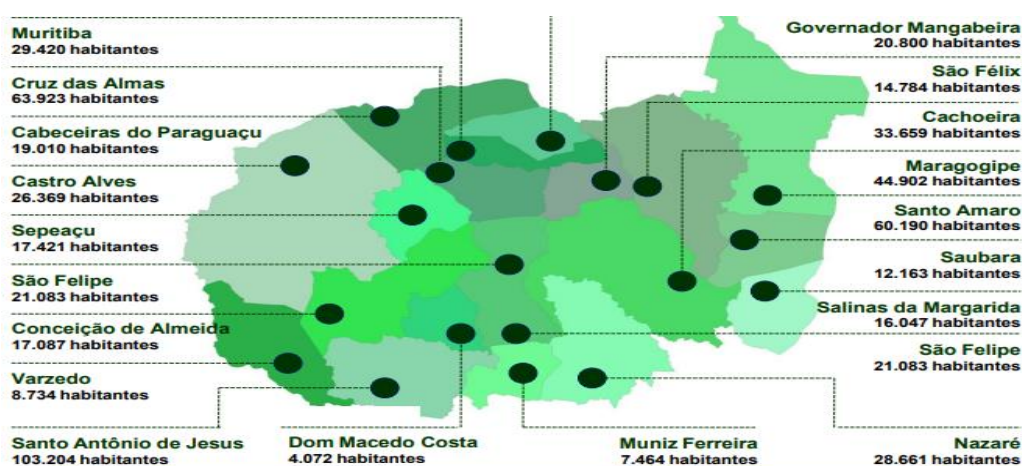 Muritiba
29.420 habitantes
Cruz das Almas
63.923 habitantes
Cabeceiras do Paraguaçu
19.010 habitantes
Castro Alves
26.369 habitantes
Sepeaçu
17.421 habitantes
São Felipe
21.083 habitantes
Conceição de Almeida
17.087 habitantes
Varzedo
8.734 habitantes
Santo Antônio de Jesus
103.204 habitantes
Dom Macedo Costa
4.072 habitantes
Muniz Ferreira
7.464 habitantes
Governador Mangabeira
20.800 habitantes
São Félix
14.784 habitantes
Cachoeira
33.659 habitantes
Maragogipe
44.902 habitantes
Santo Amaro
60.190 habitantes
Saubara
12.163 habitantes
Salinas da Margarida
16.047 habitantes
São Felipe
21.083 habitantes
Nazaré
28.661 habitantes